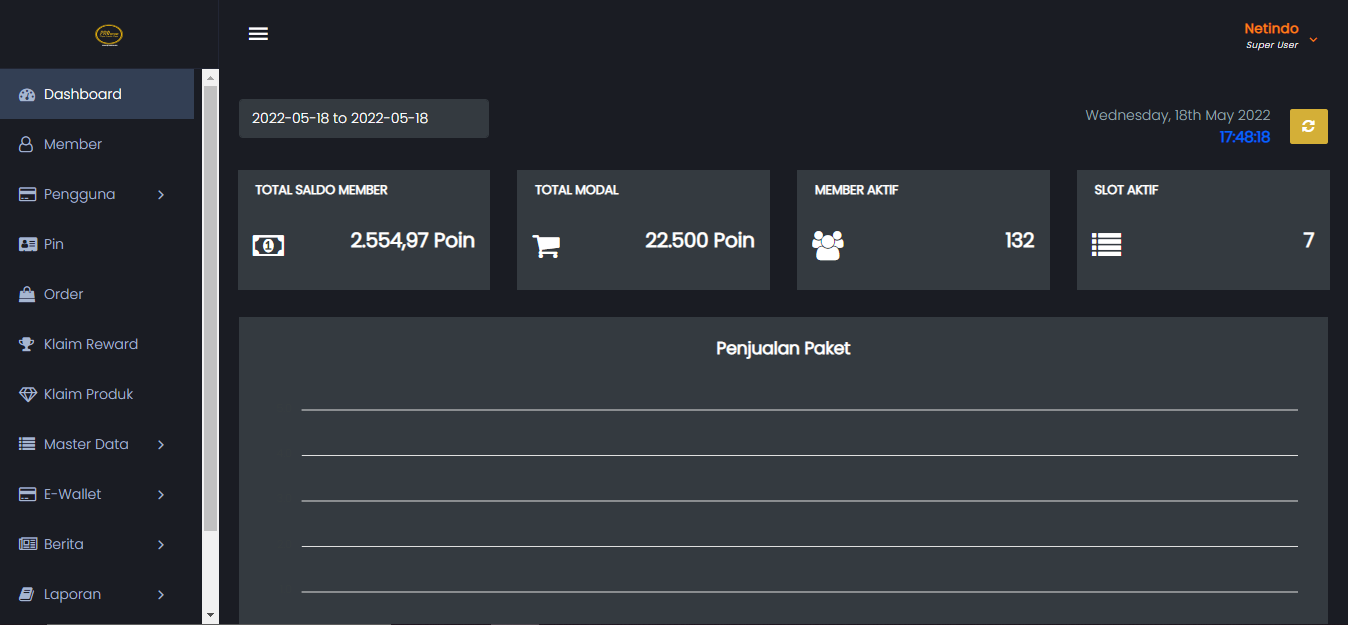 Netindo
Super User
Dashboard
Member
Pengguna
Pin
Order
Klaim Reward
Klaim Produk
Master Data
E-Wallet
Berita
Laporan
2022-05-18 to 2022-05-18
Wednesday, 18th May 2022
17:48:18
TOTAL SALDO MEMBER
2.554,97 Poin
TOTAL MODAL
22.500 Poin
MEMBER AKTIF
132
SLOT AKTIF
7
Penjualan Paket